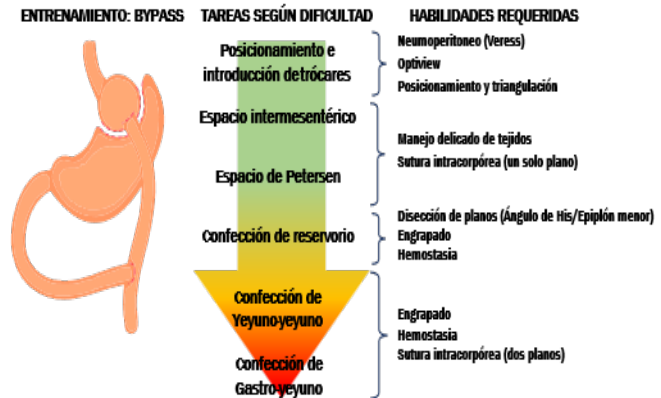 ENTRENAMIENTO: BYPASS
TAREAS SEGÚN DIFICULTAD
HABILIDADES REQUERIDAS
Posicionamiento e
introducción detrócares
Neumoperitoneo (Veress)
Optiview
Posicionamiento y triangulación
Espacio intermesentérico
Espacio de Petersen
Manejo delicado de tejidos
Sutura intracorpórea (un solo plano)
Confección de reservorio
Disección de planos (Ángulo de His/Epiplón menor)
Engrapado
Hemostasia
Confección de
Yeyuno-yeyuno
Confección de
Gastro-yeyuno
Engrapado
Hemostasia
Sutura intracorpórea (dos planos)